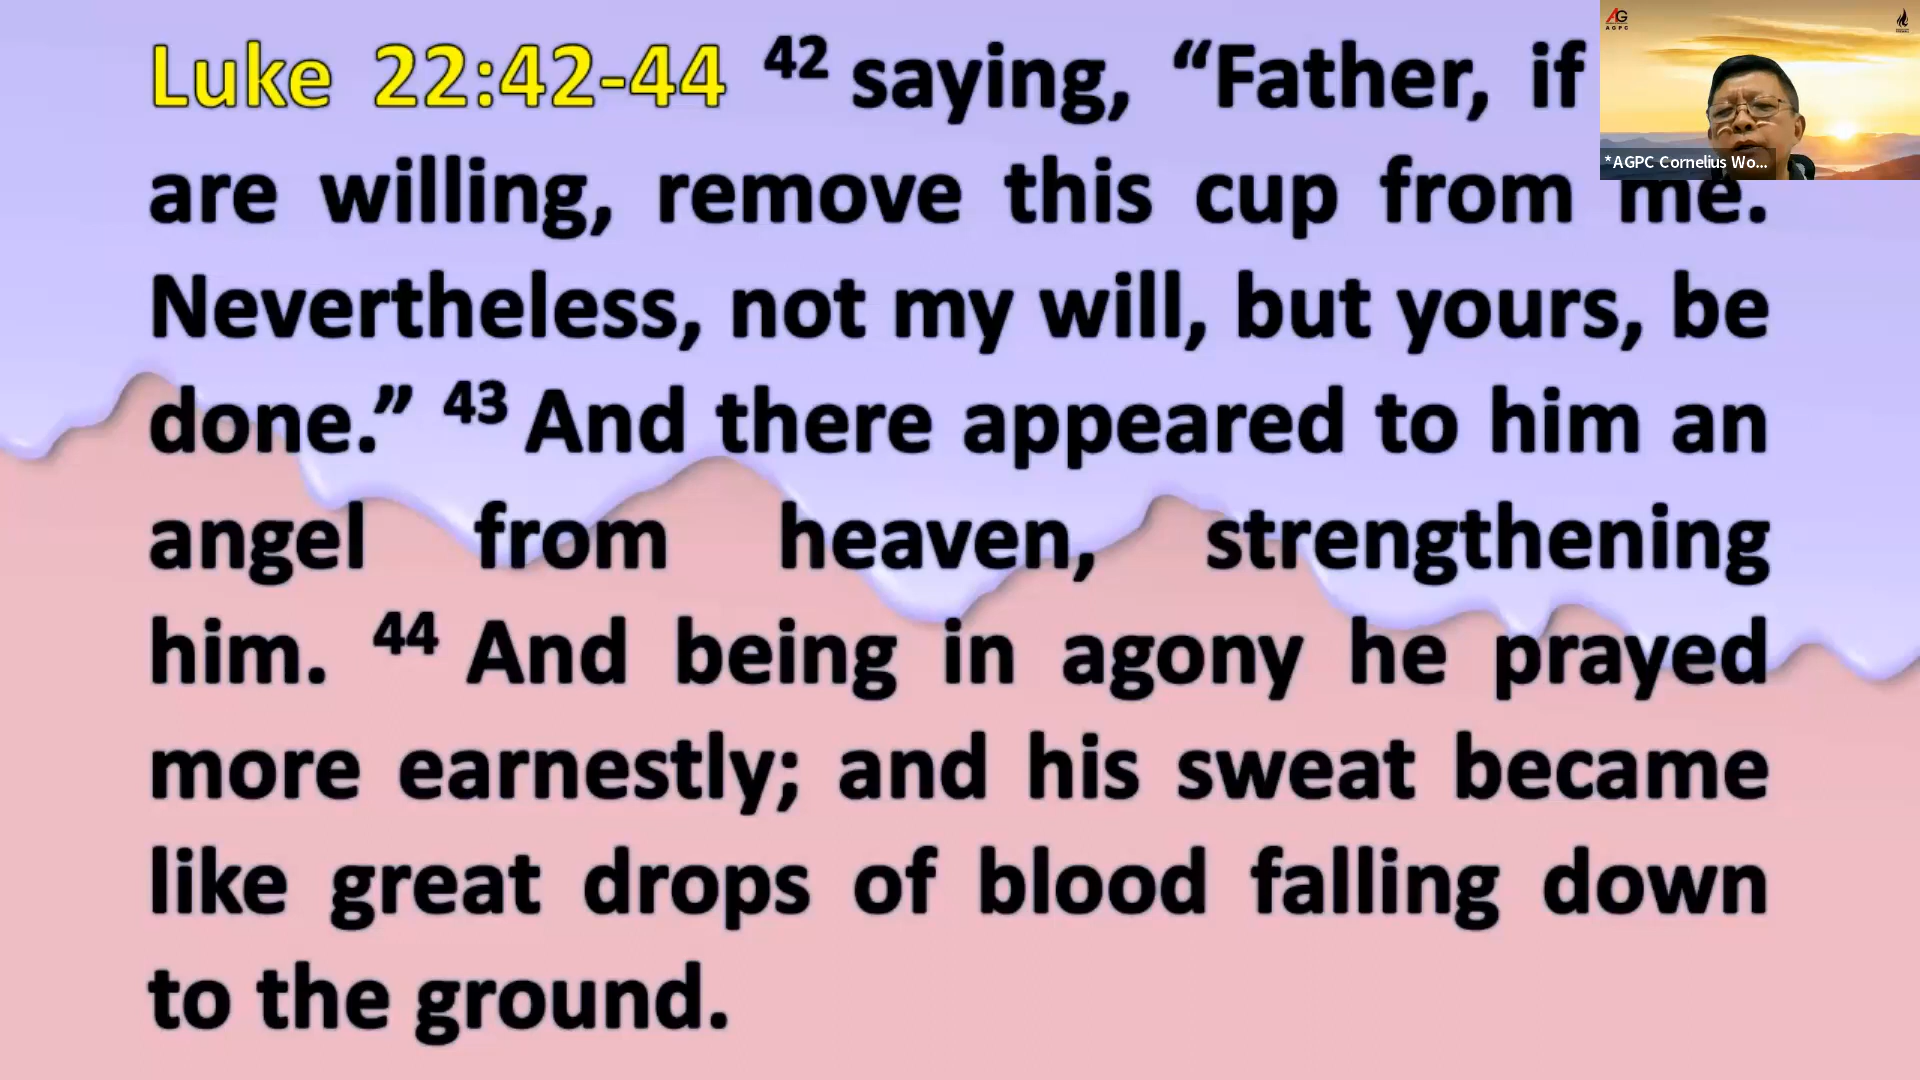 Luke 22:42-44 42 saying, “Father, if
are willing, remove this cup from me.
Nevertheless, not my will, but yours, be
done.” 43 And there appeared to him an
angel from heaven, strengthening
him. 44 And being in agony he prayed
more earnestly; and his sweat became
like great drops of blood falling down
to the ground.
AG
AGPC
*AGPC Cornelius Wo...